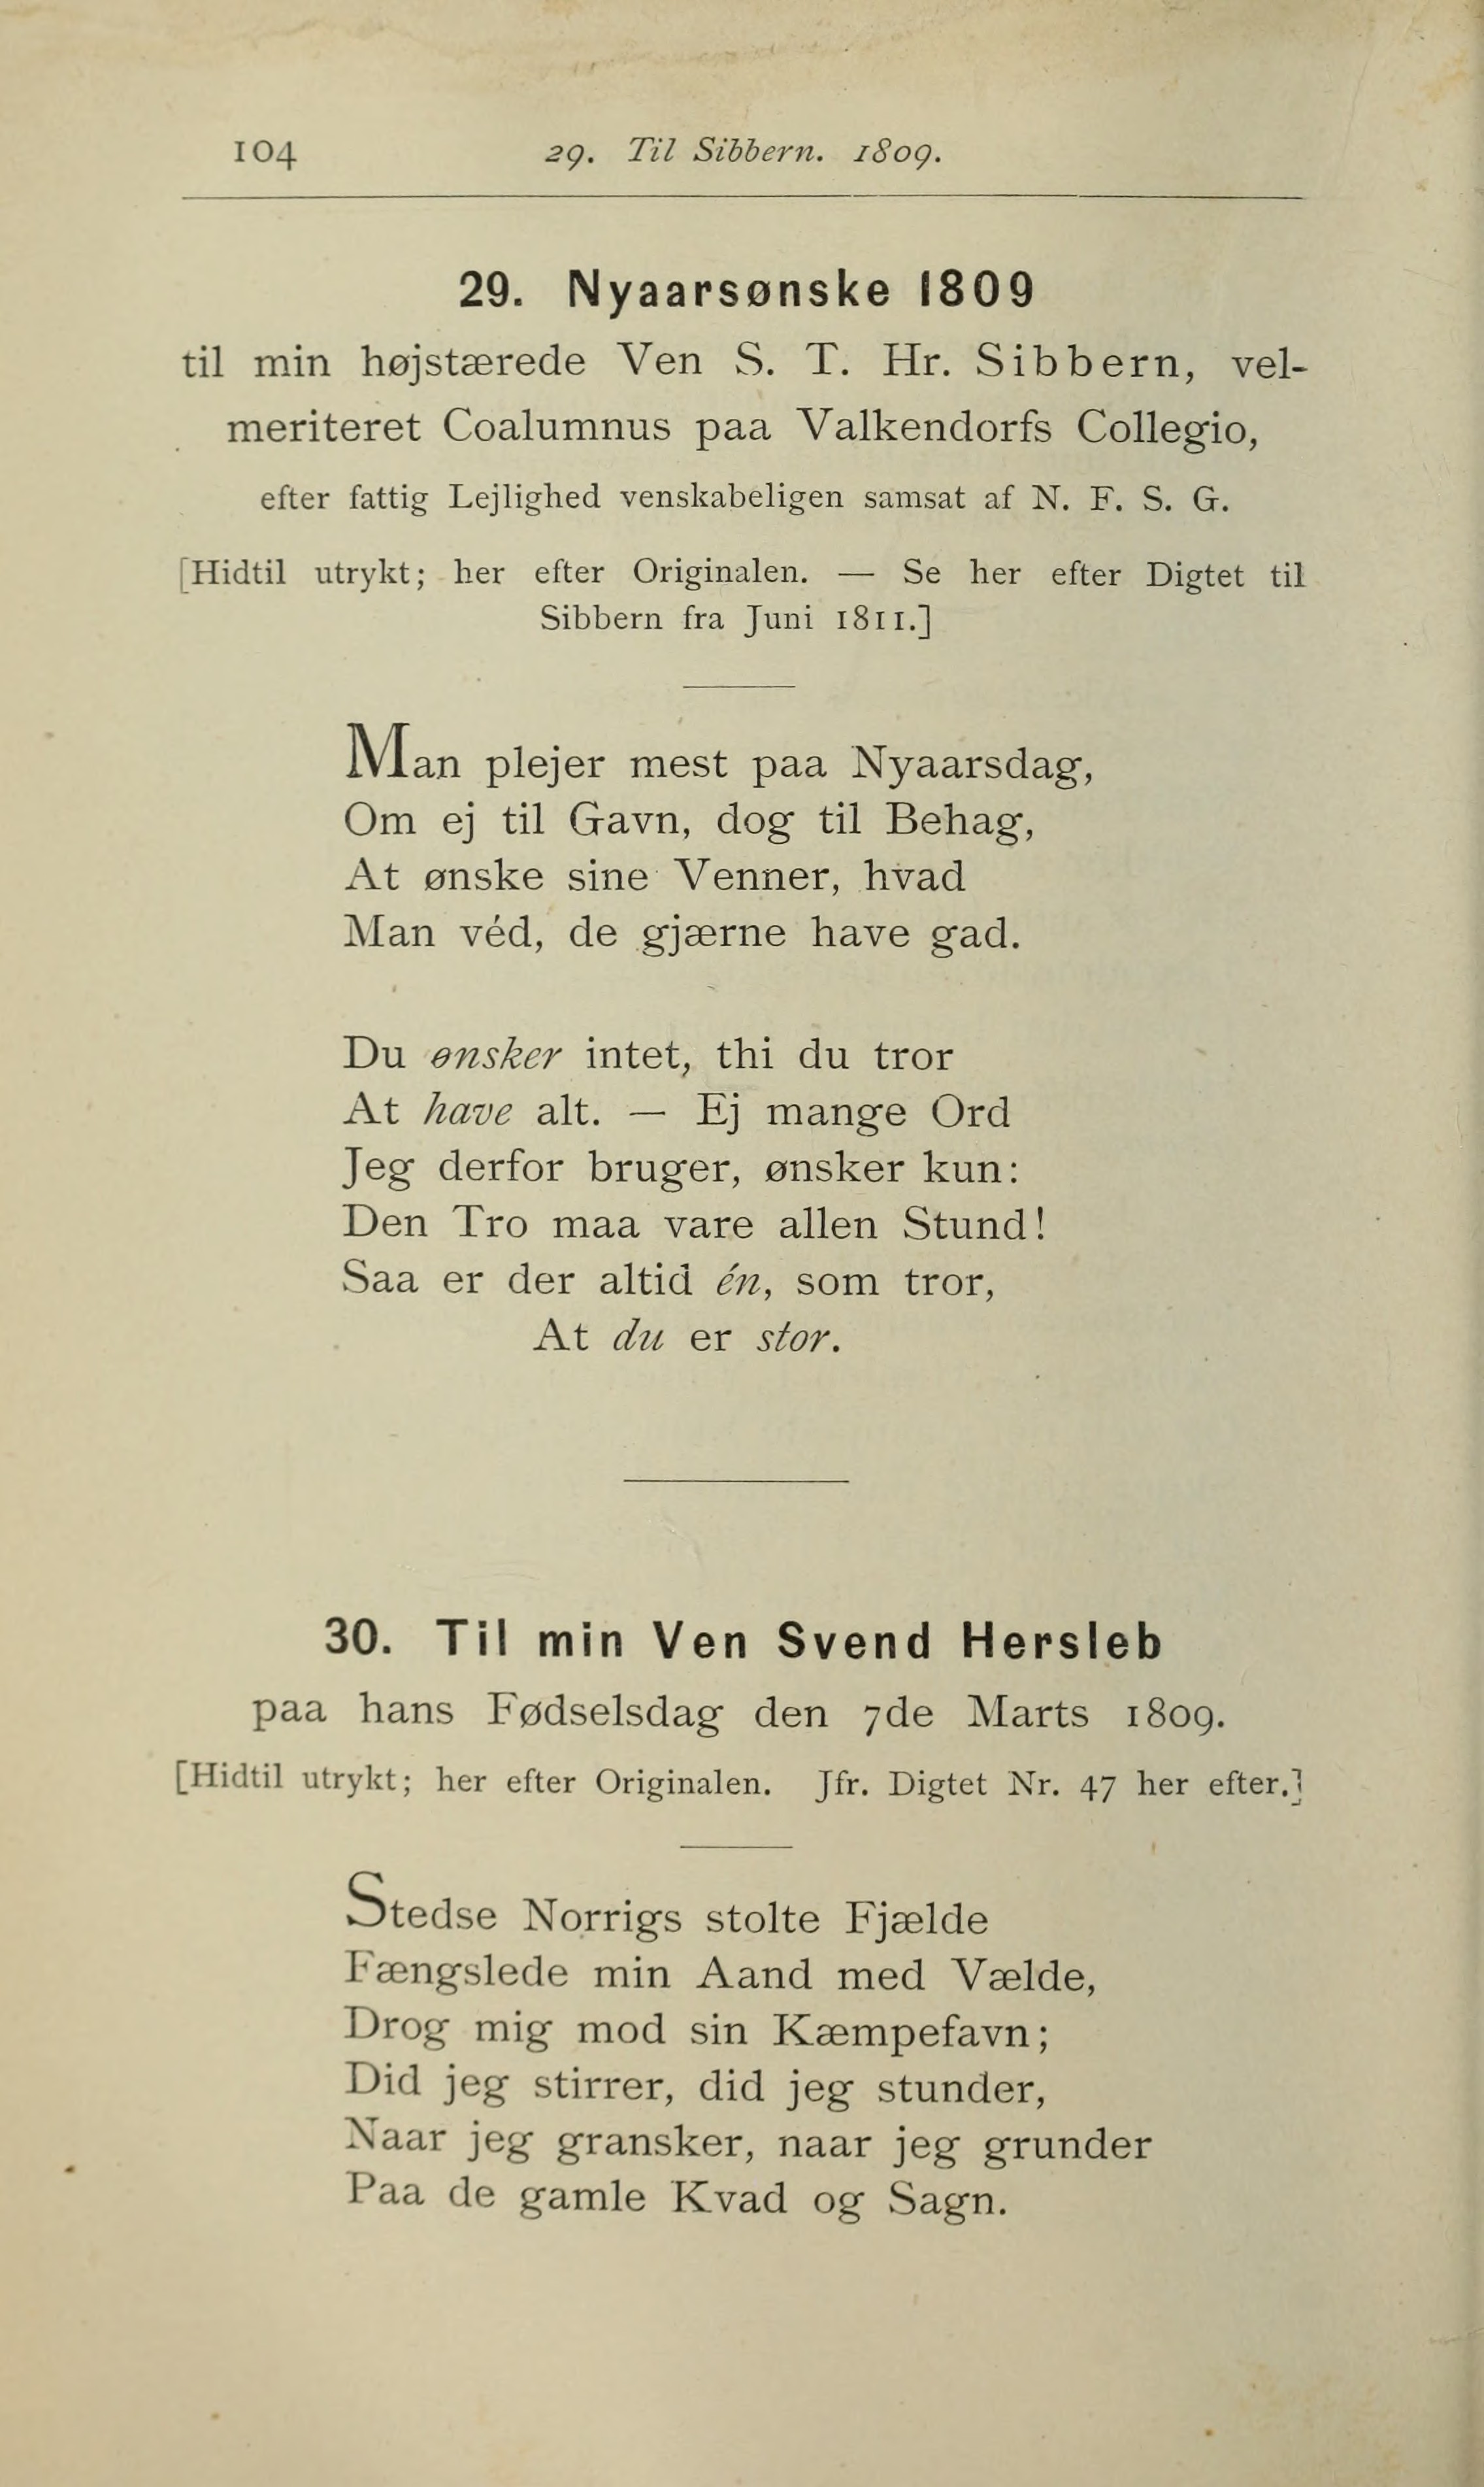 104 29. Til Sibbern. 1809.
29. Nyaarsønske 1809
til min højstærede Ven S. T. Hr. Sibbern, vel-
meriteret Coalumnus paa Valkendorfs Collegio,
efter fattig Lejlighed venskabeligen samsat af N. F. S. G.
[Hidtil utrykt; her efter Originalen. — Se her efter Digtet til
Sibbern fra Juni 1811.]
Man plejer mest paa Nyaarsdag,
Om ej til Gavn, dog til Behag,
At ønske sine Venner, hvad
Man véd, de gjærne have gad.
Du ønsker intet, thi du tror
At have alt. — Ej mange Ord
Jeg derfor bruger, ønsker kun:
Den Tro maa vare allen Stund!
Saa er der altid én, som tror,
At du er stor.
30. Til min Ven Svend Hersleb
paa hans Fødselsdag den 7de Marts 1809.
[Hidtil utrykt; her efter Originalen. Jfr. Digtet Nr. 47 her efter.]
Stedse Norrigs stolte Fjælde
Fængslede min Aand med Vælde,
Drog mig mod sin Kæmpefavn;
Did jeg stirrer, did jeg stunder,
Naar jeg gransker, naar jeg grunder
Paa de gamle Kvad og Sagn.